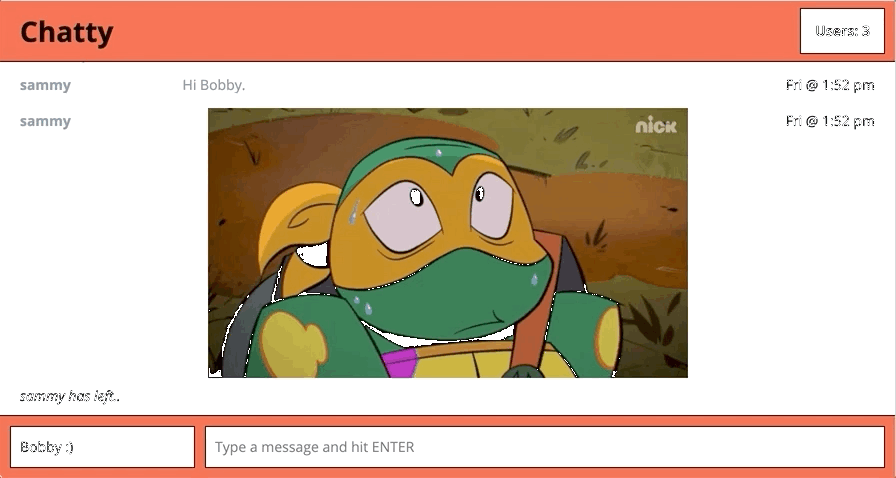 Chatty
Users: 3
sammy Hi Bobby. Fri @ 1:52 pm
sammy Fri @ 1:52 pm
nick
sammy has left..
Bobby :) Type a message and hit ENTER